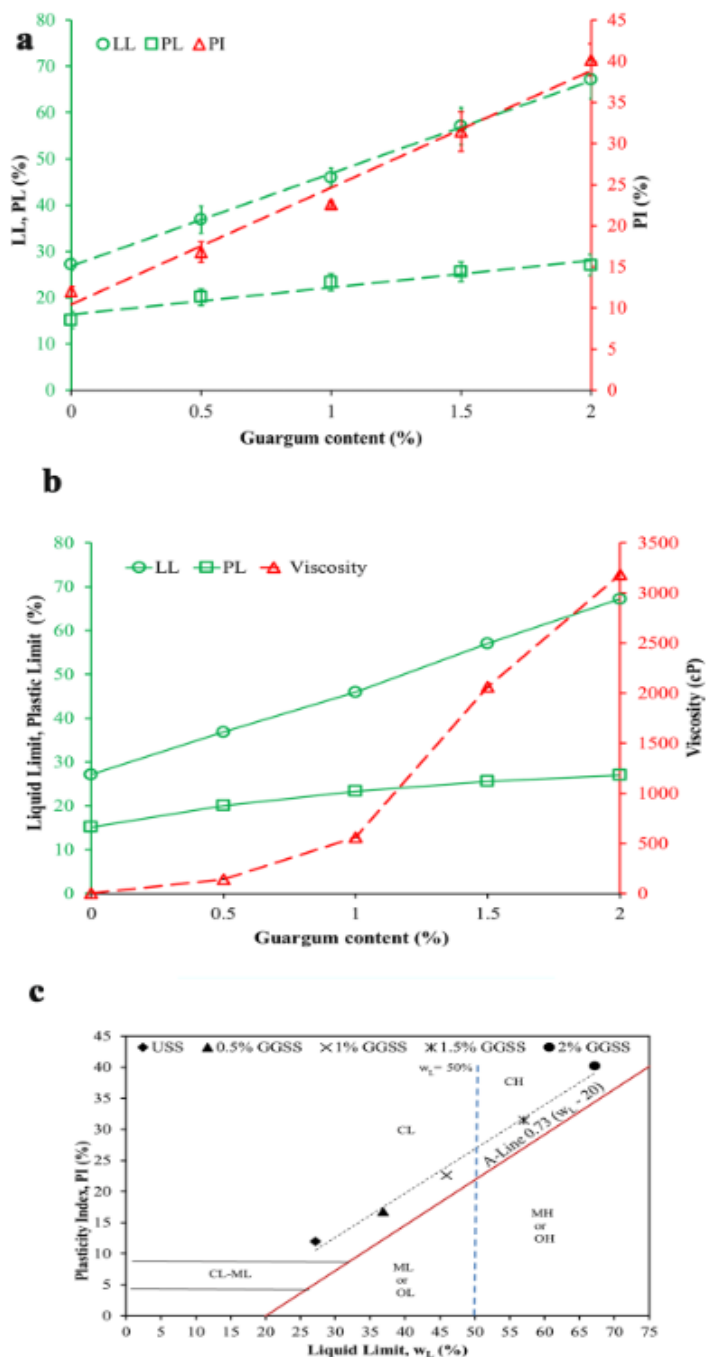 a
LL PL PI
80
70
60
50
40
30
20
10
0
LL, PL (%)
45
40
35
30
25
20
15
10
5
0
PI (%)
0 0.5 1 1.5 2
Guargum content (%)
b
LL PL Viscosity
80
70
60
50
40
30
20
10
0
Liquid Limit, Plastic Limit (%)
3500
3000
2500
2000
1500
1000
500
0
Viscosity (cP)
0 0.5 1 1.5 2
Guargum content (%)
c
USS 0.5% GGSS 1% GGSS 1.5% GGSS 2% GGSS
45
40
35
30
25
20
15
10
5
0
Plasticity Index, PI (%)
wL= 50%
CH
CL
A-Line 0.73 (wL - 20)
CL-ML
ML
or
OL
MH
or
OH
0 5 10 15 20 25 30 35 40 45 50 55 60 65 70 75
Liquid Limit, wL (%)